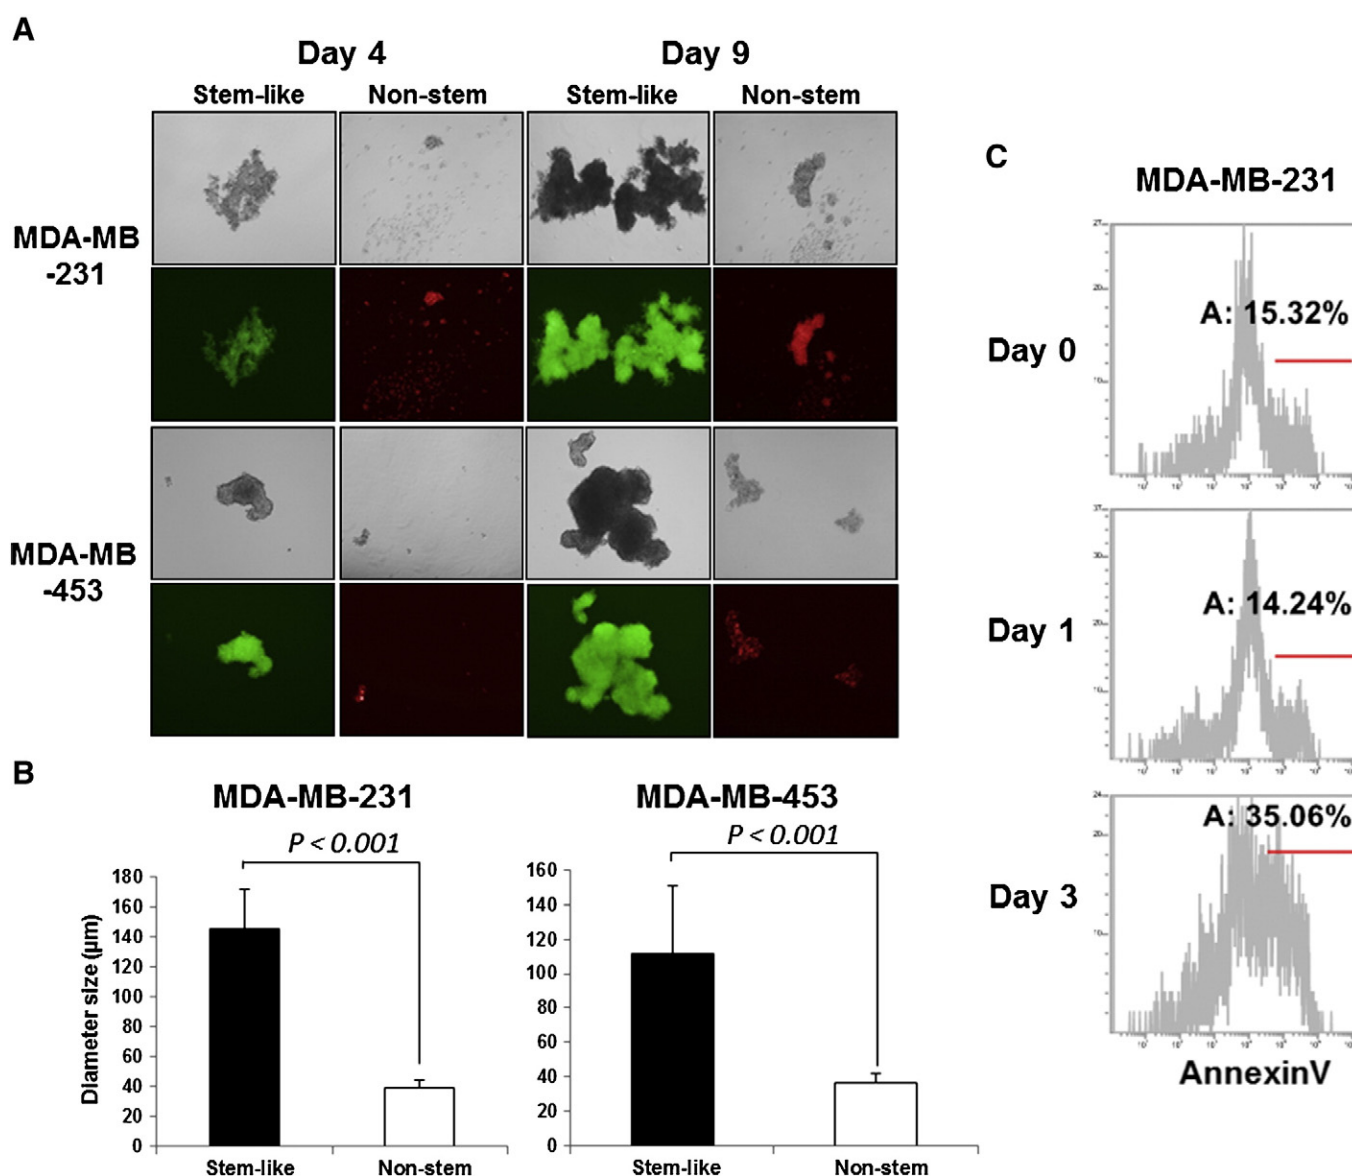 A
Day 4
Day 9
Stem-like
Non-stem
Stem-like
Non-stem
MDA-MB
-231
MDA-MB
-453
B
MDA-MB-231
P < 0.001
Diameter size (µm)
180
160
140
120
100
80
60
40
20
0
Stem-like
Non-stem
MDA-MB-453
P < 0.001
160
140
120
100
80
60
40
20
0
Stem-like
Non-stem
C
MDA-MB-231
Day 0
A: 15.32%
Day 1
A: 14.24%
Day 3
A: 35.06%
AnnexinV